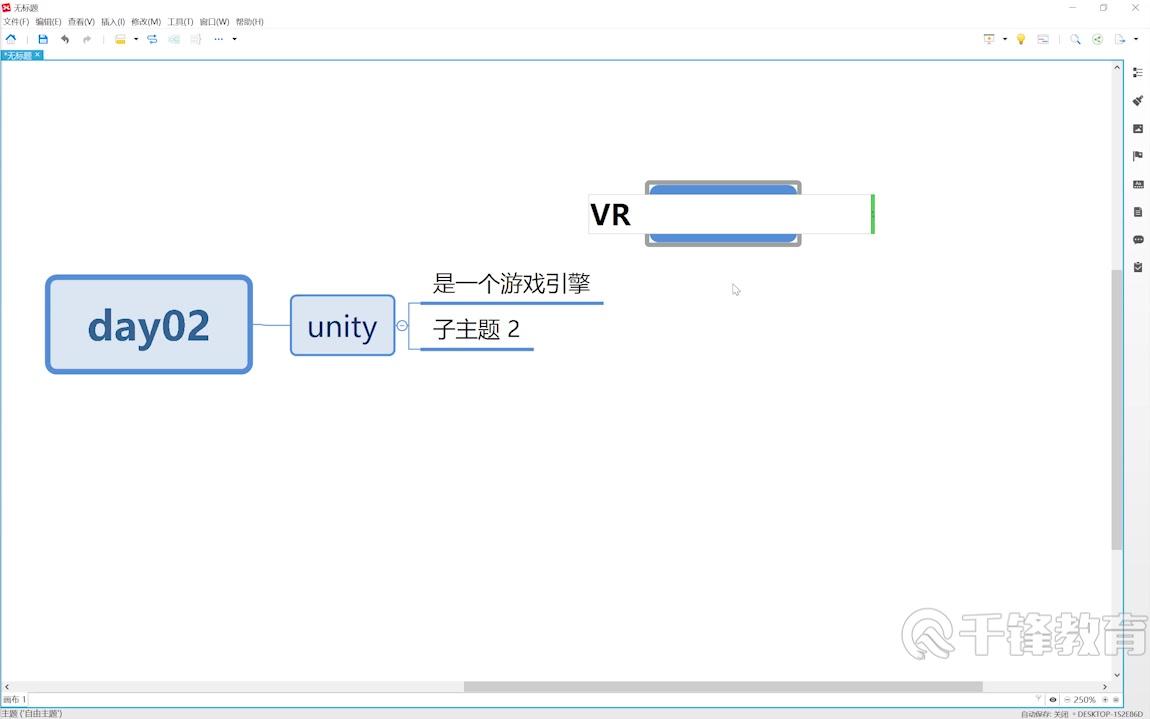 无标题
文件(F) 编辑(E) 查看(V) 插入(I) 修改(M) 工具(T) 窗口(W) 帮助(H)
*无标题
VR
是一个游戏引擎
day02
unity
子主题 2
千锋教育
画布 1
250%
主题 ('自由主题')
自动保存: 关闭
DESKTOP-1S2E86D